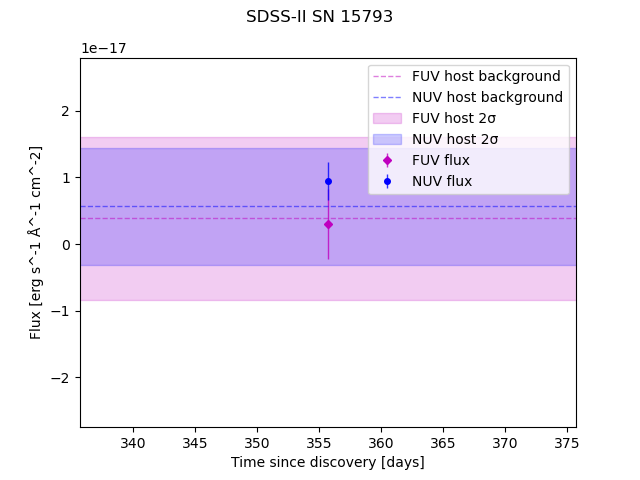 SDSS-II SN 15793
1e−17
FUV host background
NUV host background
FUV host 2σ
NUV host 2σ
FUV flux
NUV flux
2
1
0
−1
−2
Flux [erg s^-1 Å^-1 cm^-2]
340 345 350 355 360 365 370 375
Time since discovery [days]